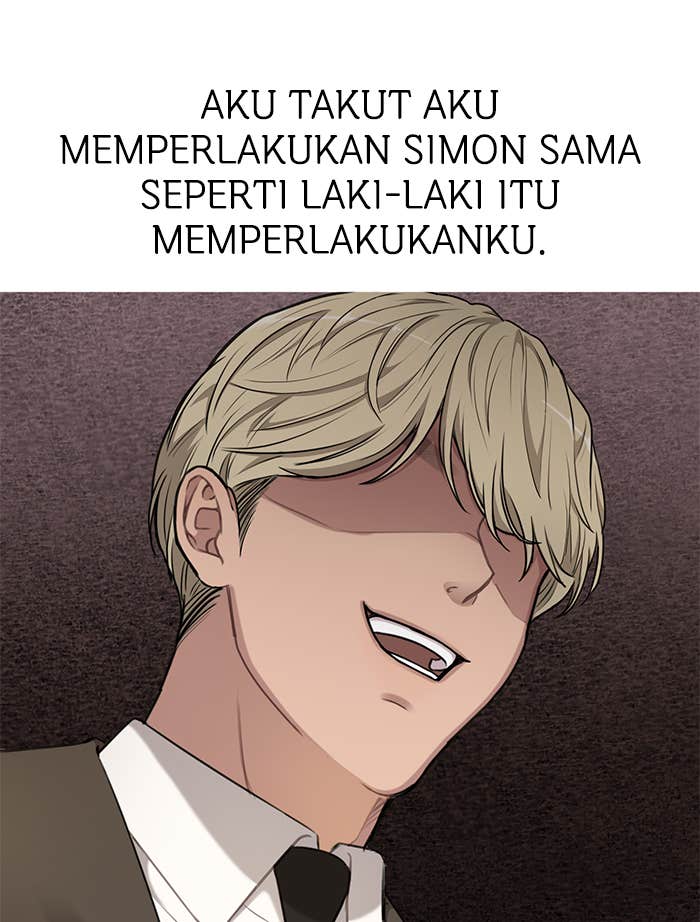 AKU TAKUT AKU
MEMPERLAKUKAN SIMON SAMA
SEPERTI LAKI-LAKI ITU
MEMPERLAKUKANKU.